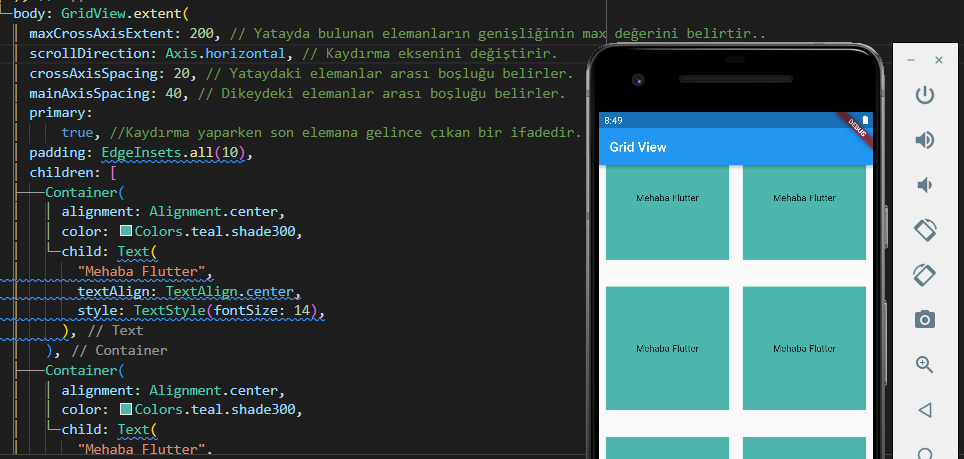 body: GridView.extent(
maxCrossAxisExtent: 200, // Yatayda bulunan elemanların genişliğinin max değerini belirtir..
scrollDirection: Axis.horizontal, // Kaydırma eksenini değiştirir.
crossAxisSpacing: 20, // Yataydaki elemanlar arası boşluğu belirler.
mainAxisSpacing: 40, // Dikeydeki elemanlar arası boşluğu belirler.
primary:
true, //Kaydırma yaparken son elemana gelince çıkan bir ifadedir.
padding: EdgeInsets.all(10),
children: [
Container(
alignment: Alignment.center,
color: Colors.teal.shade300,
child: Text(
"Mehaba Flutter",
textAlign: TextAlign.center,
style: TextStyle(fontSize: 14),
), // Text
), // Container
Container(
alignment: Alignment.center,
color: Colors.teal.shade300,
child: Text(
"Mehaba Flutter",
8:49
DEBUG
Grid View
Mehaba Flutter
Mehaba Flutter
Mehaba Flutter
Mehaba Flutter